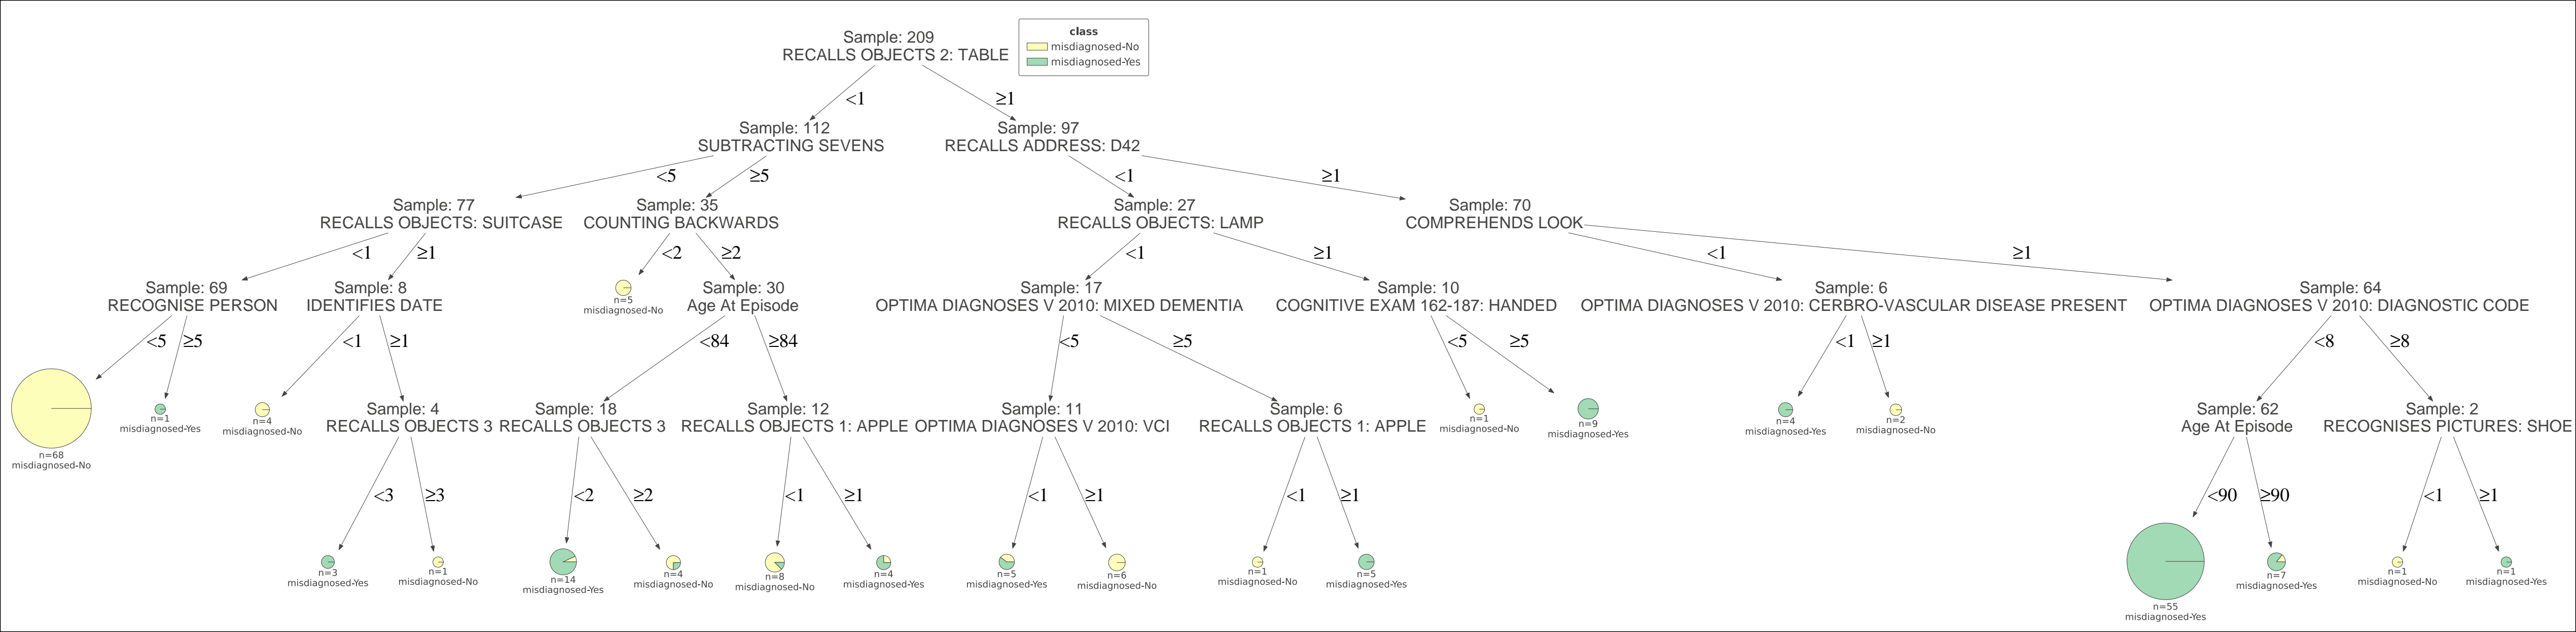 Sample: 209
RECALLS OBJECTS 2: TABLE
class
misdiagnosed-No
misdiagnosed-Yes
<1
≥1
Sample: 112
SUBTRACTING SEVENS
Sample: 97
RECALLS ADDRESS: D42
<5
≥5
<1
≥1
Sample: 77
RECALLS OBJECTS: SUITCASE
Sample: 35
COUNTING BACKWARDS
Sample: 27
RECALLS OBJECTS: LAMP
Sample: 70
COMPREHENDS LOOK
<1
≥1
<2
≥2
<1
≥1
<1
≥1
Sample: 69
RECOGNISE PERSON
Sample: 8
IDENTIFIES DATE
n=5
misdiagnosed-No
Sample: 30
Age At Episode
Sample: 17
OPTIMA DIAGNOSES V 2010: MIXED DEMENTIA
Sample: 10
COGNITIVE EXAM 162-187: HANDED
Sample: 6
OPTIMA DIAGNOSES V 2010: CERBRO-VASCULAR DISEASE PRESENT
Sample: 64
OPTIMA DIAGNOSES V 2010: DIAGNOSTIC CODE
<5
≥5
<1
≥1
<84
≥84
<5
≥5
<5
≥5
<1
≥1
<8
≥8
n=68
misdiagnosed-No
n=1
misdiagnosed-Yes
n=4
misdiagnosed-No
Sample: 4
RECALLS OBJECTS 3
Sample: 18
RECALLS OBJECTS 3
Sample: 12
RECALLS OBJECTS 1: APPLE
Sample: 11
OPTIMA DIAGNOSES V 2010: VCI
Sample: 6
RECALLS OBJECTS 1: APPLE
n=1
misdiagnosed-No
n=9
misdiagnosed-Yes
n=4
misdiagnosed-Yes
n=2
misdiagnosed-No
Sample: 62
Age At Episode
Sample: 2
RECOGNISES PICTURES: SHOE
<3
≥3
<2
≥2
<1
≥1
<1
≥1
<1
≥1
<90
≥90
<1
≥1
n=3
misdiagnosed-Yes
n=1
misdiagnosed-No
n=14
misdiagnosed-Yes
n=4
misdiagnosed-No
n=8
misdiagnosed-No
n=4
misdiagnosed-Yes
n=5
misdiagnosed-Yes
n=6
misdiagnosed-No
n=1
misdiagnosed-No
n=5
misdiagnosed-Yes
n=55
misdiagnosed-Yes
n=7
misdiagnosed-Yes
n=1
misdiagnosed-No
n=1
misdiagnosed-Yes